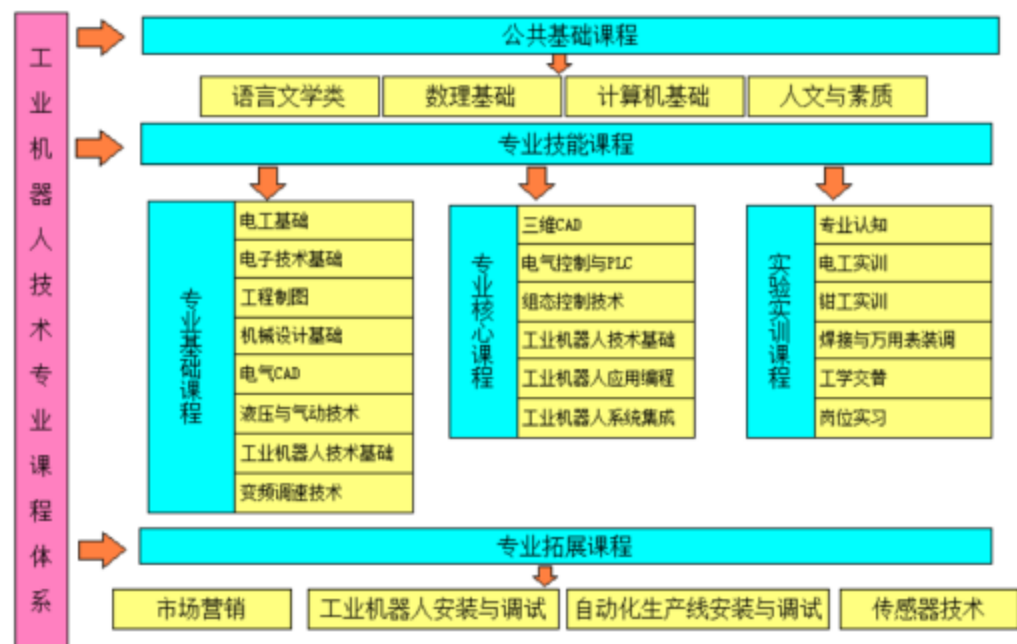 工业机器人技术专业课程体系
公共基础课程
语言文学类
数理基础
计算机基础
人文与素质
专业技能课程
专业基础课程
电工基础
电子技术基础
工程制图
机械设计基础
电气CAD
液压与气动技术
工业机器人技术基础
变频调速技术
专业核心课程
三维CAD
电气控制与PLC
组态控制技术
工业机器人技术基础
工业机器人应用编程
工业机器人系统集成
实验实训课程
专业认知
电工实训
钳工实训
焊接与万用表装调
工学交替
岗位实习
专业拓展课程
市场营销
工业机器人安装与调试
自动化生产线安装与调试
传感器技术